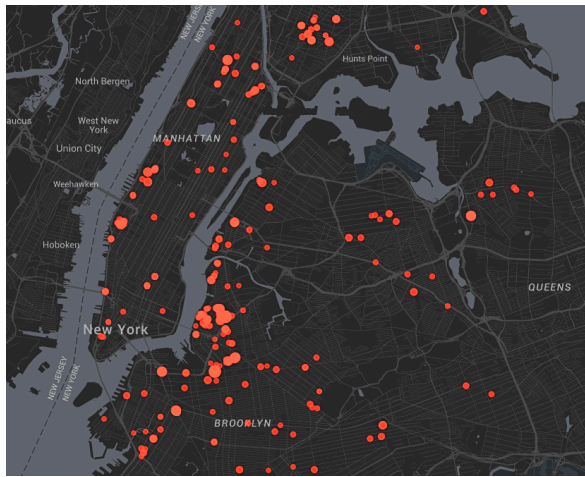 NEW JERSEY
NEW YORK
Hunts Point
North Bergen
aucus
West New
York
MANHATTAN
Union City
Weehawken
Hoboken
QUEENS
New York
NEW JERSEY
NEW YORK
BROOKLYN